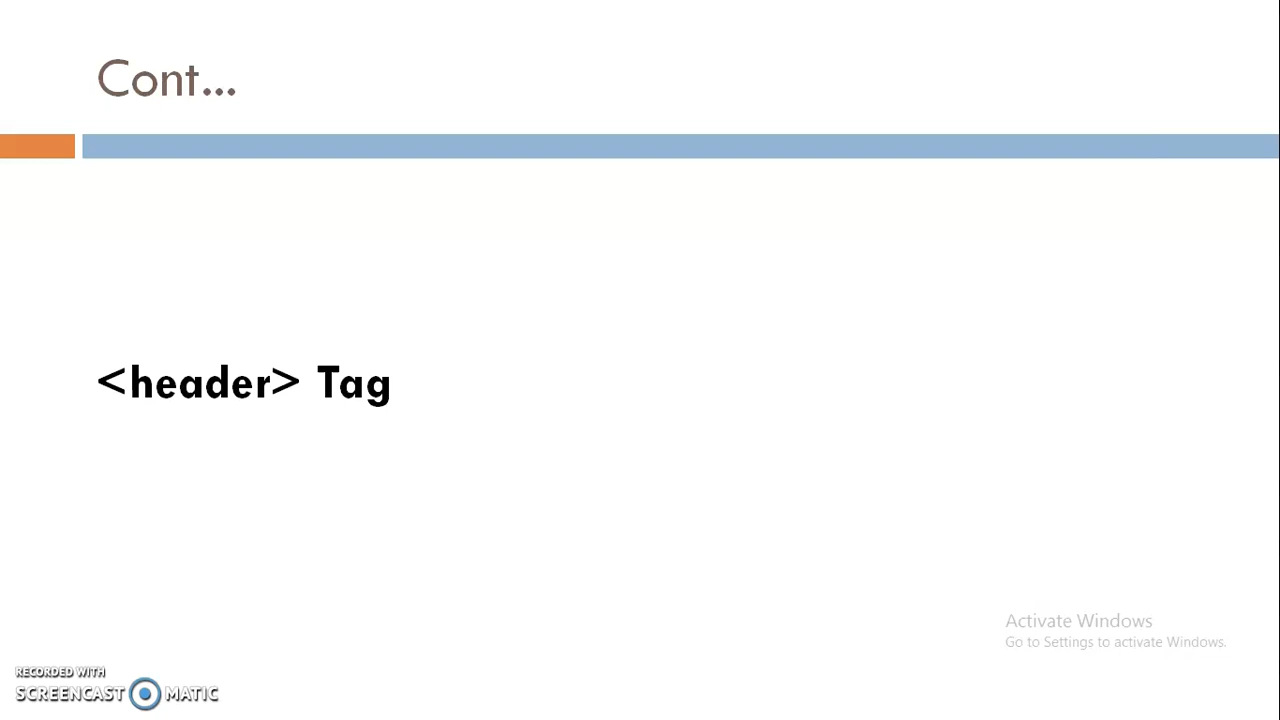 Cont...
<header> Tag
Activate Windows
Go to Settings to activate Windows.
RECORDED WITH
SCREENCAST MATIC